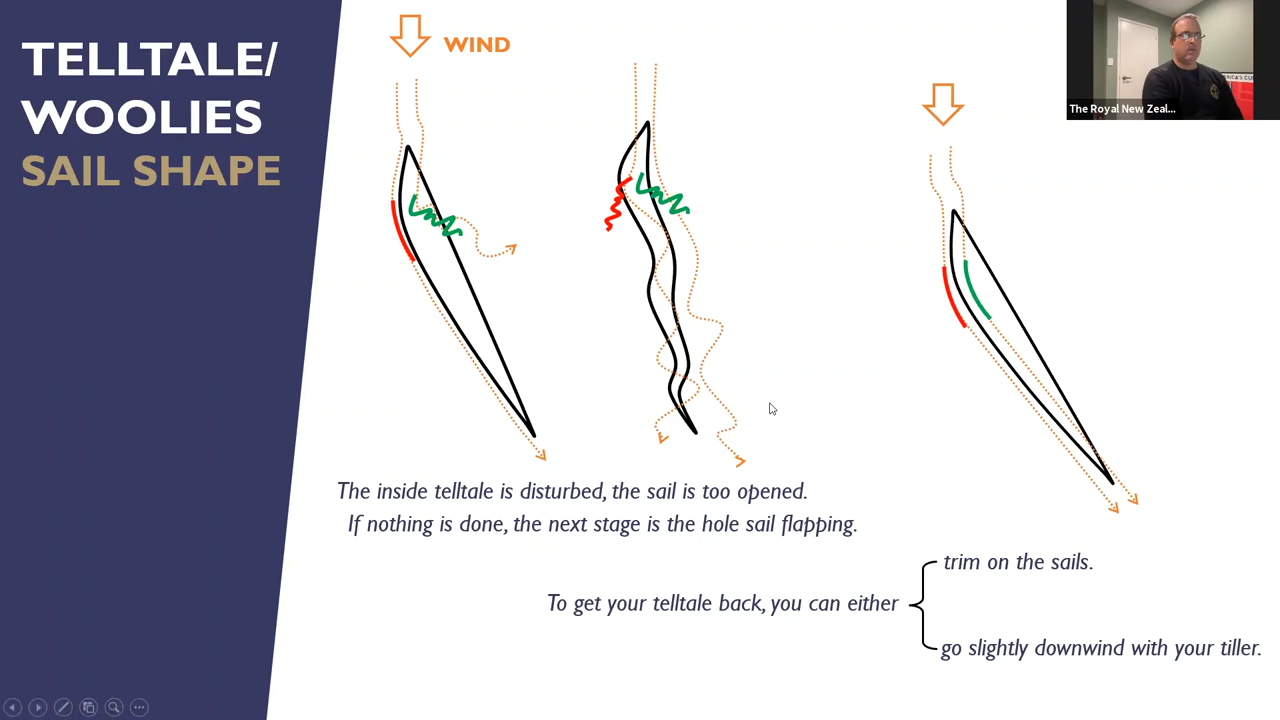 TELLTALE/
WOOLIES
SAIL SHAPE
WIND
The inside telltale is disturbed, the sail is too opened.
If nothing is done, the next stage is the hole sail flapping.
To get your telltale back, you can either
trim on the sails.
go slightly downwind with your tiller.
The Royal New Zeal...
ERICA'S CU